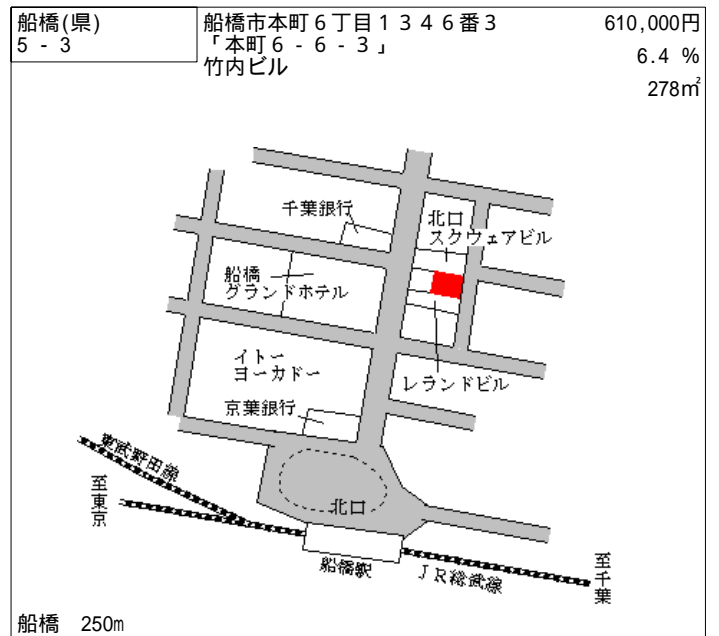 船橋(県)
5 - 3
船橋市本町６丁目１３４６番３
「本町６‐６‐３」
竹内ビル
610,000円
6.4 %
278㎡
千葉銀行
北口
スクウェアビル
船橋
グランドホテル
イトー
ヨーカドー
レランドビル
京葉銀行
東武野田線
至東京
北口
船橋駅
ＪＲ総武線
至千葉
船橋 250m